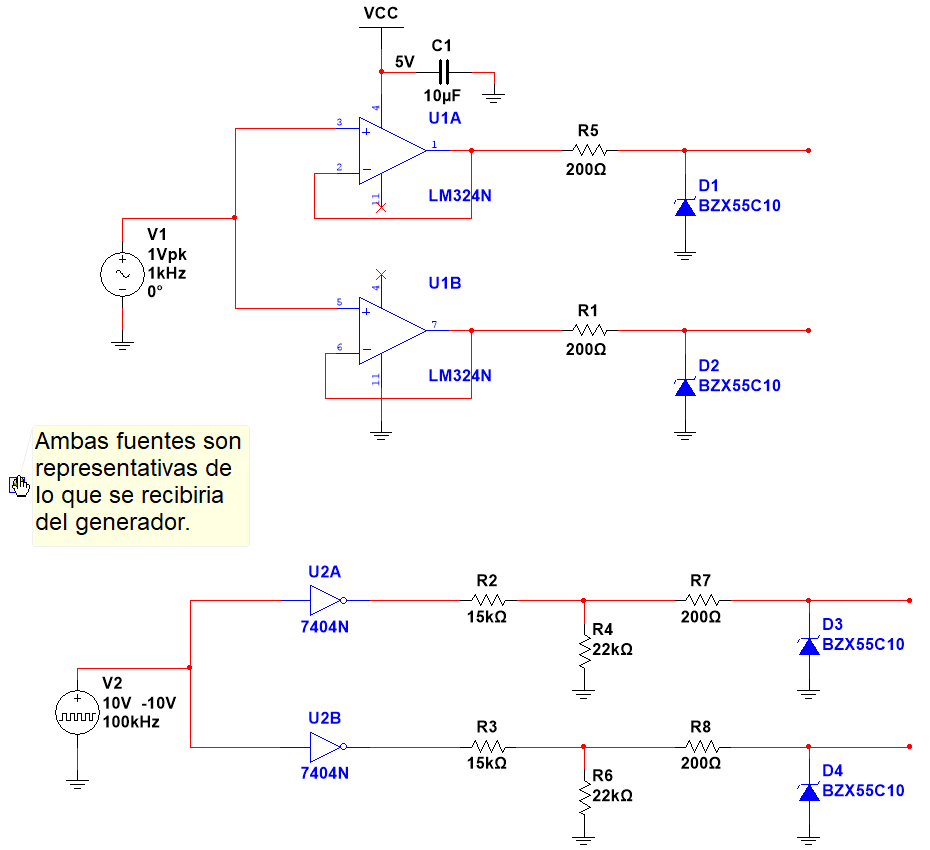 VCC
5V
C1
10µF
U1A
3
4
1
2
11
LM324N
R5
200Ω
D1
BZX55C10
V1
1Vpk
1kHz
0°
U1B
5
4
7
6
11
LM324N
R1
200Ω
D2
BZX55C10
Ambas fuentes son
representativas de
lo que se recibiria
del generador.
U2A
7404N
R2
15kΩ
R4
22kΩ
R7
200Ω
D3
BZX55C10
V2
10V -10V
100kHz
U2B
7404N
R3
15kΩ
R6
22kΩ
R8
200Ω
D4
BZX55C10